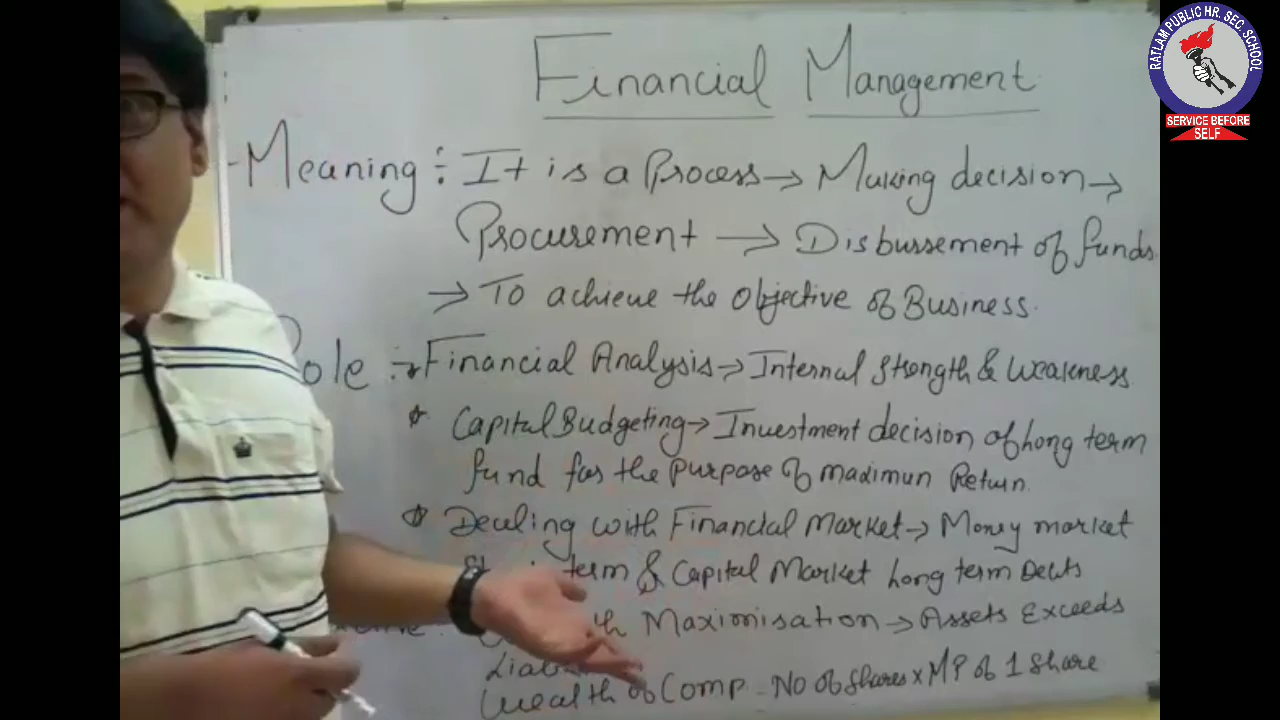 Financial Management
Meaning : It is a Process → Making decision →
Procurement → Disbursement of funds
→ To achieve the Objective of Business.
Role :- Financial Analysis → Internal Strength & Weakness
* Capital Budgeting → Investment decision of Long term
fund for the purpose of maximum Return.
* Dealing with Financial Market → Money market
term & Capital Market Long term Debts
Maximisation → Assets Exceeds
Wealth of Comp - No of Shares x MP of 1 Share
RATLAM PUBLIC HR. SEC. SCHOOL
SERVICE BEFORE
SELF